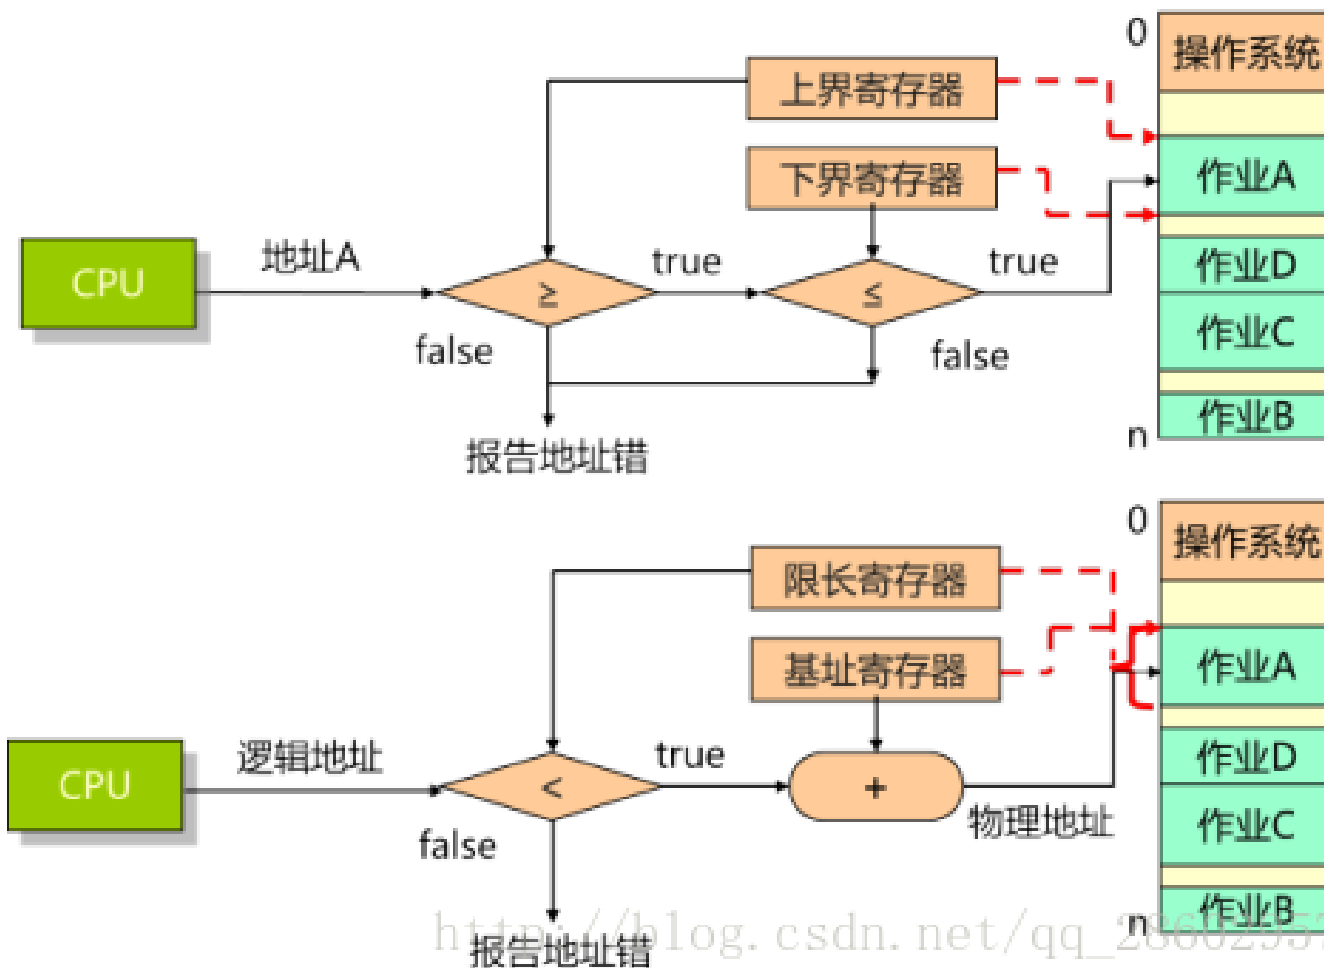 0
操作系统
上界寄存器
下界寄存器
作业A
CPU
地址A
≥
true
≤
true
作业D
false
false
作业C
作业B
n
报告地址错
0
操作系统
限长寄存器
基址寄存器
作业A
CPU
逻辑地址
<
true
+
物理地址
作业D
false
作业C
作业B
n
报告地址错